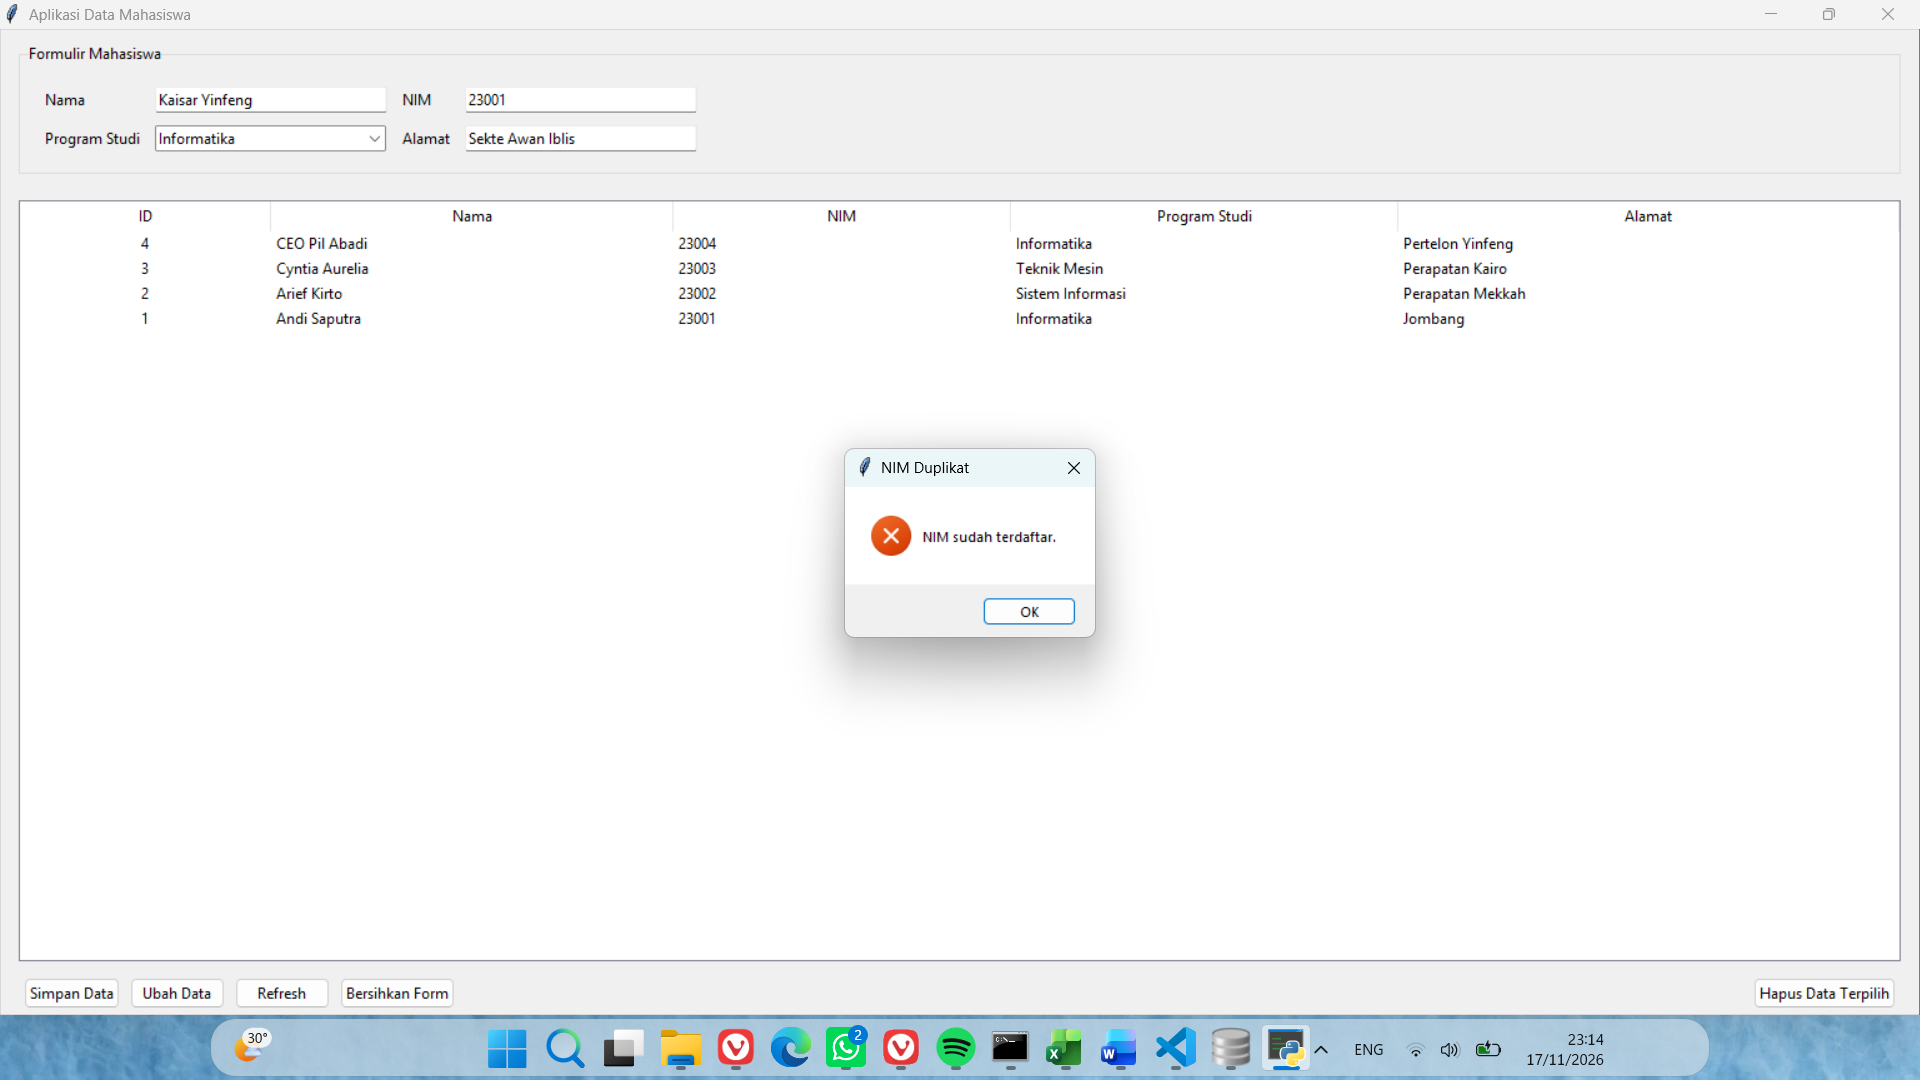 Aplikasi Data Mahasiswa
Formulir Mahasiswa
Nama Kaisar Yinfeng NIM 23001
Program Studi Informatika Alamat Sekte Awan Iblis
ID Nama NIM Program Studi Alamat
4 CEO Pil Abadi 23004 Informatika Pertelon Yinfeng
3 Cyntia Aurelia 23003 Teknik Mesin Perapatan Kairo
2 Arief Kirto 23002 Sistem Informasi Perapatan Mekkah
1 Andi Saputra 23001 Informatika Jombang
NIM Duplikat
NIM sudah terdaftar.
OK
Simpan Data Ubah Data Refresh Bersihkan Form Hapus Data Terpilih
30° 2 ENG 23:14
17/11/2026